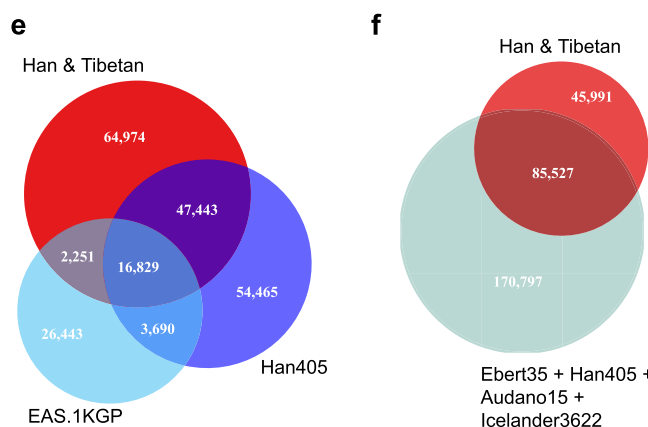 e
Han & Tibetan
64,974
47,443
2,251
16,829
54,465
26,443
3,690
Han405
EAS.1KGP
f
Han & Tibetan
45,991
85,527
170,797
Ebert35 + Han405 +
Audano15 +
Icelander3622